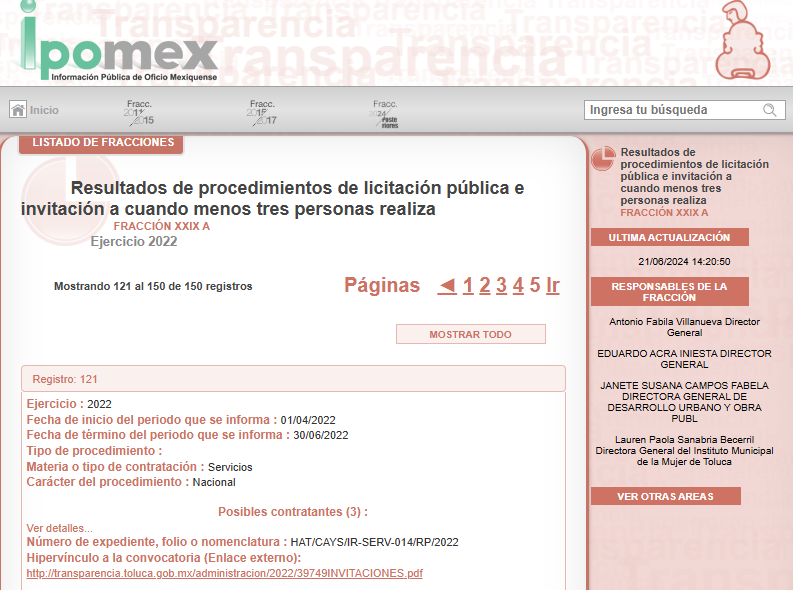 ipomex
Información Pública de Oficio Mexiquense
Inicio
Fracc.
Fracc.
Fracc.
Ingresa tu búsqueda
LISTADO DE FRACCIONES
Resultados de procedimientos de licitación pública e
invitación a cuando menos tres personas realiza
FRACCIÓN XXIX A
Ejercicio 2022
Mostrando 121 al 150 de 150 registros
Páginas ◄ 1 2 3 4 5 Ir
MOSTRAR TODO
Registro: 121
Ejercicio : 2022
Fecha de inicio del periodo que se informa : 01/04/2022
Fecha de término del periodo que se informa : 30/06/2022
Tipo de procedimiento :
Materia o tipo de contratación : Servicios
Carácter del procedimiento : Nacional
Posibles contratantes (3) :
Ver detalles...
Número de expediente, folio o nomenclatura : HAT/CAYS/IR-SERV-014/RP/2022
Hipervínculo a la convocatoria (Enlace externo):
http://transparencia.toluca.gob.mx/administracion/2022/39749INVITACIONES.pdf
Resultados de
procedimientos de licitación
pública e invitación a
cuando menos tres
personas realiza
FRACCIÓN XXIX A
ULTIMA ACTUALIZACIÓN
21/06/2024 14:20:50
RESPONSABLES DE LA
FRACCIÓN
Antonio Fabila Villanueva Director
General
EDUARDO ACRA INIESTA DIRECTOR
GENERAL
JANETE SUSANA CAMPOS FABELA
DIRECTORA GENERAL DE
DESARROLLO URBANO Y OBRA
PUBL
Lauren Paola Sanabria Becerril
Directora General del Instituto Municipal
de la Mujer de Toluca
VER OTRAS AREAS